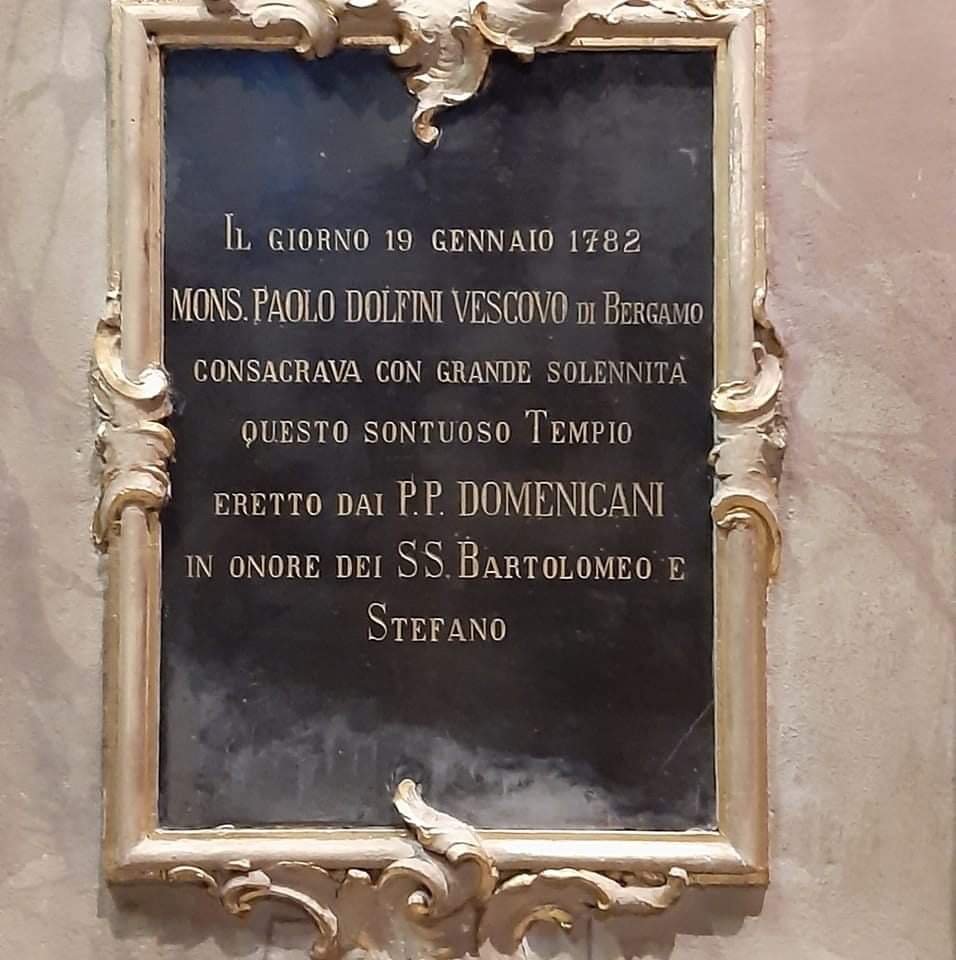 Il giorno 19 gennaio 1782
MONS. PAOLO DOLFINI VESCOVO di Bergamo
consacrava con grande solennità
questo sontuoso Tempio
eretto dai P.P. DOMENICANI
in onore dei SS. Bartolomeo e
Stefano